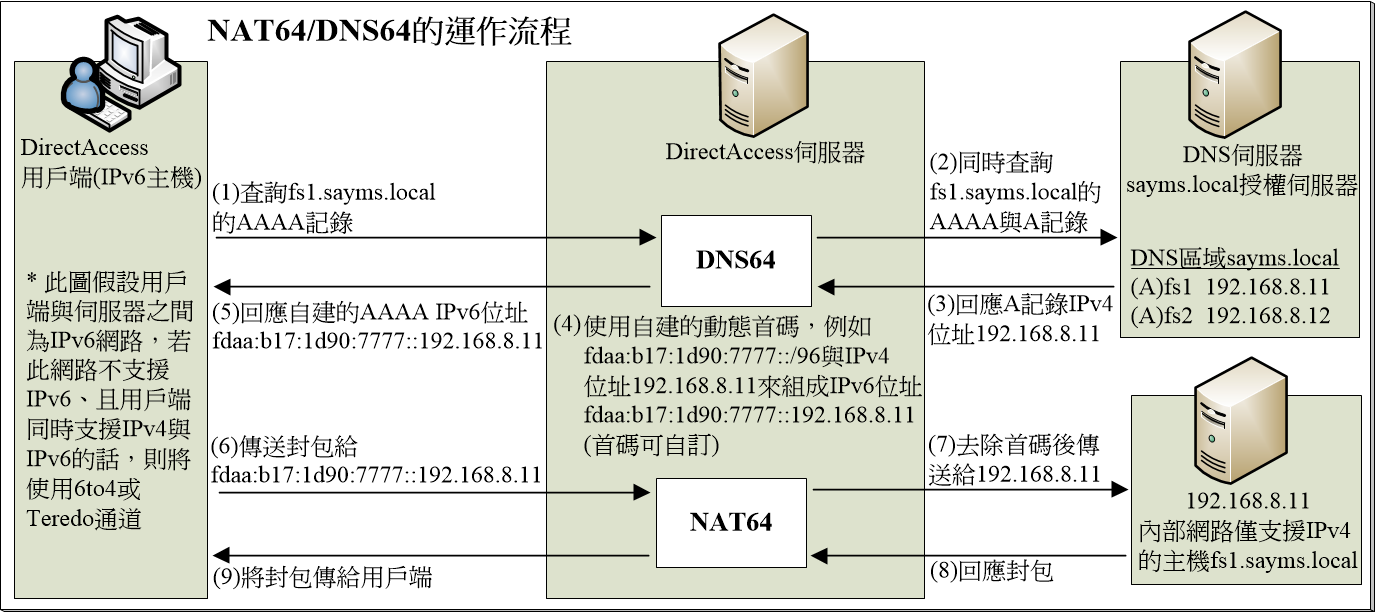 NAT64/DNS64的運作流程
DirectAccess
用戶端(IPv6主機)
* 此圖假設用戶
端與伺服器之間
為IPv6網路，若
此網路不支援
IPv6、且用戶端
同時支援IPv4與
IPv6的話，則將
使用6to4或
Teredo通道
(1)查詢fs1.sayms.local
的AAAA記錄
(5)回應自建的AAAA IPv6位址
fdaa:b17:1d90:7777::192.168.8.11
(6)傳送封包給
fdaa:b17:1d90:7777::192.168.8.11
(9)將封包傳給用戶端
DirectAccess伺服器
DNS64
(4)使用自建的動態首碼，例如
fdaa:b17:1d90:7777::/96與IPv4
位址192.168.8.11來組成IPv6位址
fdaa:b17:1d90:7777::192.168.8.11
(首碼可自訂)
NAT64
(2)同時查詢
fs1.sayms.local的
AAAA與A記錄
(3)回應A記錄IPv4
位址192.168.8.11
(7)去除首碼後傳
送給192.168.8.11
(8)回應封包
DNS伺服器
sayms.local授權伺服器
DNS區域sayms.local
(A)fs1 192.168.8.11
(A)fs2 192.168.8.12
192.168.8.11
內部網路僅支援IPv4
的主機fs1.sayms.local